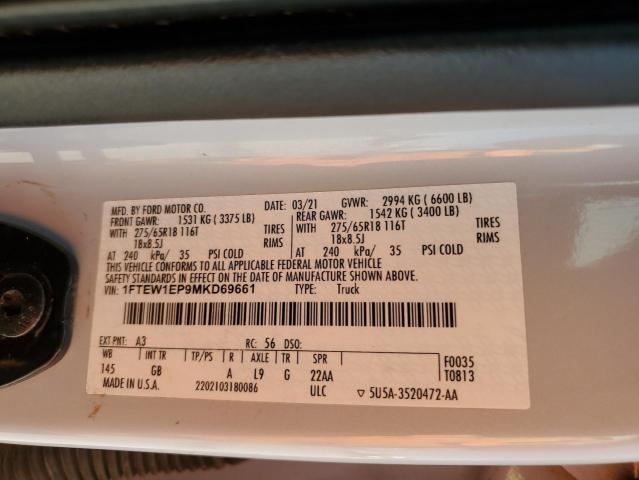 MFD. BY FORD MOTOR CO. DATE: 03/21 GVWR: 2994 KG ( 6600 LB)
FRONT GAWR: 1531 KG ( 3375 LB) REAR GAWR: 1542 KG ( 3400 LB)
WITH 275/65R18 116T TIRES WITH 275/65R18 116T TIRES
18x8.5J RIMS 18x8.5J RIMS
AT 240 kPa/ 35 PSI COLD AT 240 kPa/ 35 PSI COLD
THIS VEHICLE CONFORMS TO ALL APPLICABLE FEDERAL MOTOR VEHICLE
SAFETY STANDARDS IN EFFECT ON THE DATE OF MANUFACTURE SHOWN ABOVE.
VIN: 1FTEW1EP9MKD69661 TYPE: Truck
EXT PNT: A3 RC: 56 DSO:
WB INT TR TP/PS R AXLE TR SPR F0035
145 GB A L9 G 22AA T0813
MADE IN U.S.A. 2202103180086 ULC ▽ 5U5A-3520472-AA